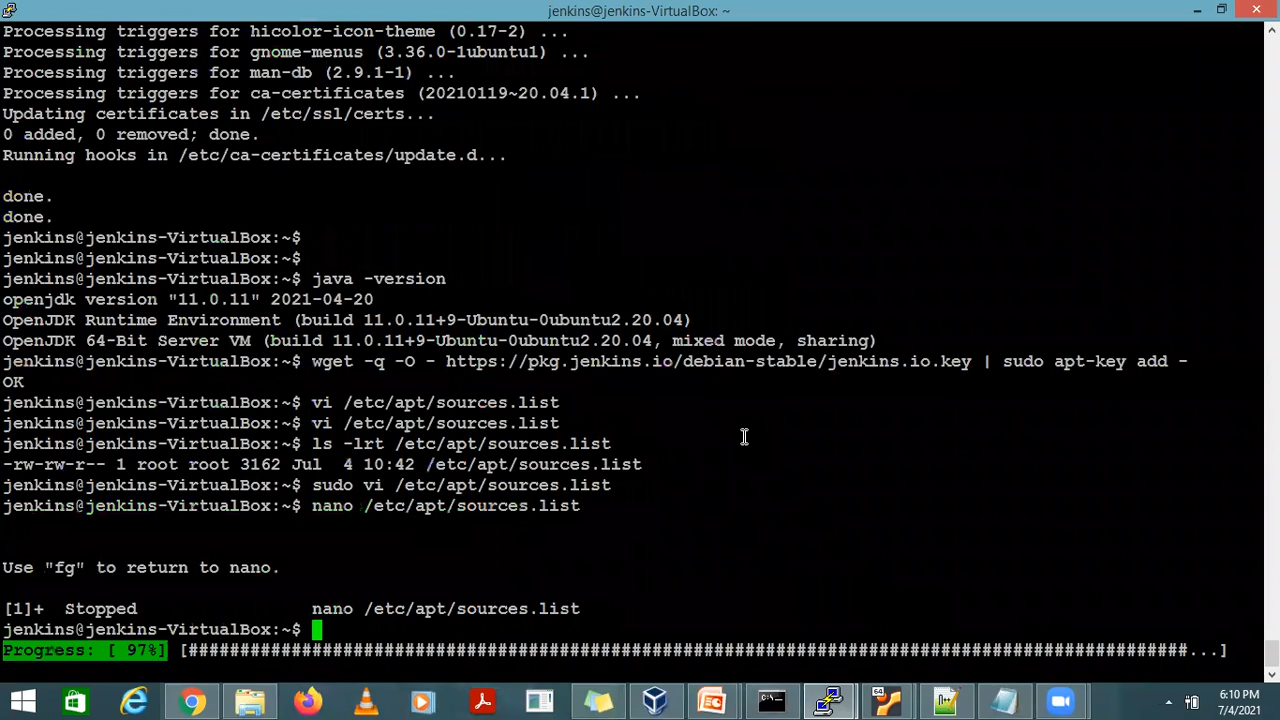 jenkins@jenkins-VirtualBox: ~
Processing triggers for hicolor-icon-theme (0.17-2) ...
Processing triggers for gnome-menus (3.36.0-1ubuntu1) ...
Processing triggers for man-db (2.9.1-1) ...
Processing triggers for ca-certificates (20210119~20.04.1) ...
Updating certificates in /etc/ssl/certs...
0 added, 0 removed; done.
Running hooks in /etc/ca-certificates/update.d...
done.
done.
jenkins@jenkins-VirtualBox:~$
jenkins@jenkins-VirtualBox:~$
jenkins@jenkins-VirtualBox:~$ java -version
openjdk version "11.0.11" 2021-04-20
OpenJDK Runtime Environment (build 11.0.11+9-Ubuntu-0ubuntu2.20.04)
OpenJDK 64-Bit Server VM (build 11.0.11+9-Ubuntu-0ubuntu2.20.04, mixed mode, sharing)
jenkins@jenkins-VirtualBox:~$ wget -q -O - https://pkg.jenkins.io/debian-stable/jenkins.io.key | sudo apt-key add -
OK
jenkins@jenkins-VirtualBox:~$ vi /etc/apt/sources.list
jenkins@jenkins-VirtualBox:~$ vi /etc/apt/sources.list
jenkins@jenkins-VirtualBox:~$ ls -lrt /etc/apt/sources.list
-rw-rw-r-- 1 root root 3162 Jul  4 10:42 /etc/apt/sources.list
jenkins@jenkins-VirtualBox:~$ sudo vi /etc/apt/sources.list
jenkins@jenkins-VirtualBox:~$ nano /etc/apt/sources.list
Use "fg" to return to nano.
[1]+  Stopped                 nano /etc/apt/sources.list
jenkins@jenkins-VirtualBox:~$
Progress: [ 97%] [#################################################################################################...]
64
6:10 PM
7/4/2021